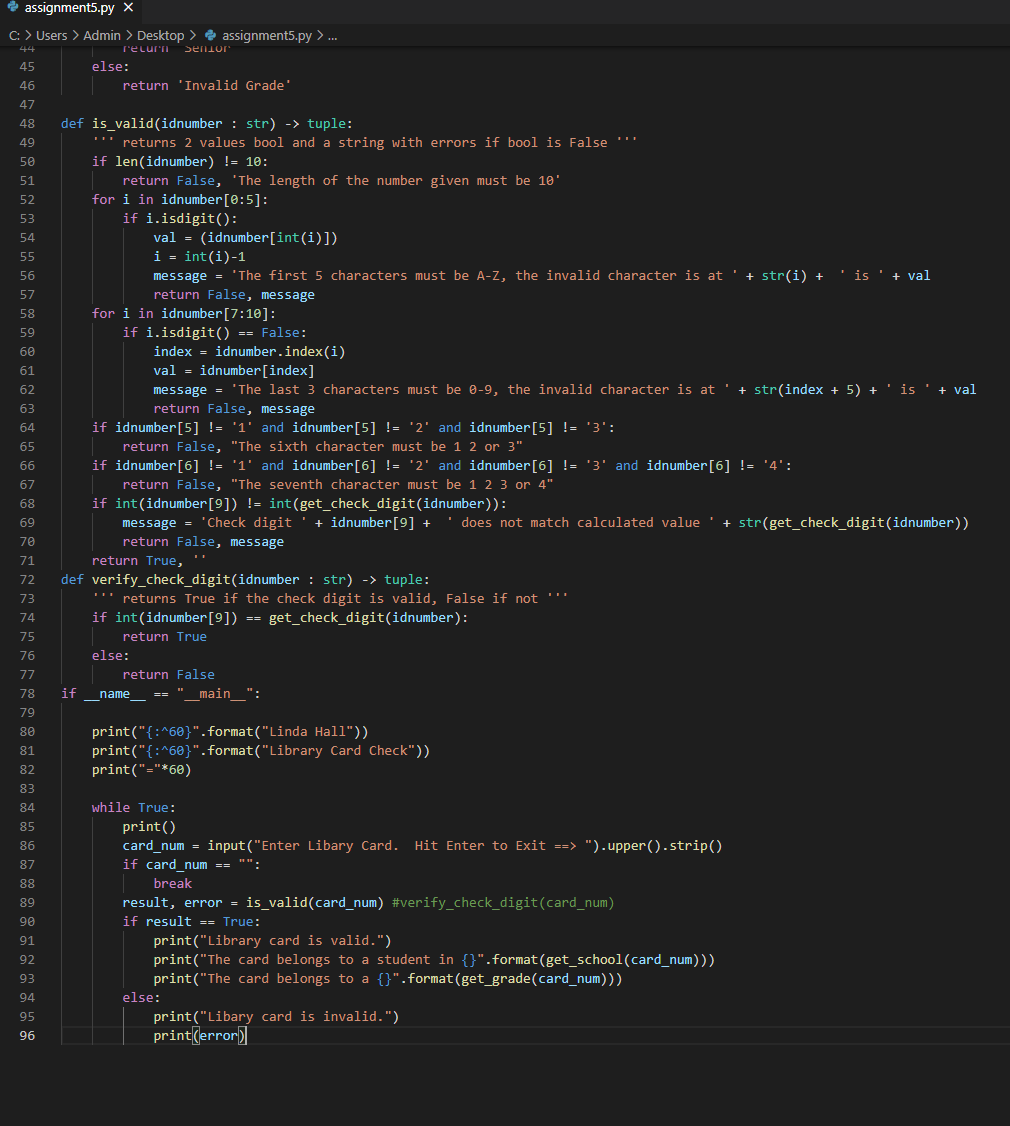 assignment5.py ×
C: > Users > Admin > Desktop > assignment5.py > ...
44 return 'Senior'
45 else:
46 return 'Invalid Grade'
47
48 def is_valid(idnumber : str) -> tuple:
49 ''' returns 2 values bool and a string with errors if bool is False '''
50 if len(idnumber) != 10:
51 return False, 'The length of the number given must be 10'
52 for i in idnumber[0:5]:
53 if i.isdigit():
54 val = (idnumber[int(i)])
55 i = int(i)-1
56 message = 'The first 5 characters must be A-Z, the invalid character is at ' + str(i) +  ' is ' + val
57 return False, message
58 for i in idnumber[7:10]:
59 if i.isdigit() == False:
60 index = idnumber.index(i)
61 val = idnumber[index]
62 message = 'The last 3 characters must be 0-9, the invalid character is at ' + str(index + 5) + ' is ' + val
63 return False, message
64 if idnumber[5] != '1' and idnumber[5] != '2' and idnumber[5] != '3':
65 return False, "The sixth character must be 1 2 or 3"
66 if idnumber[6] != '1' and idnumber[6] != '2' and idnumber[6] != '3' and idnumber[6] != '4':
67 return False, "The seventh character must be 1 2 3 or 4"
68 if int(idnumber[9]) != int(get_check_digit(idnumber)):
69 message = 'Check digit ' + idnumber[9] +  ' does not match calculated value ' + str(get_check_digit(idnumber))
70 return False, message
71 return True, ''
72 def verify_check_digit(idnumber : str) -> tuple:
73 ''' returns True if the check digit is valid, False if not '''
74 if int(idnumber[9]) == get_check_digit(idnumber):
75 return True
76 else:
77 return False
78 if __name__ == "__main__":
79
80 print("{:^60}".format("Linda Hall"))
81 print("{:^60}".format("Library Card Check"))
82 print("="*60)
83
84 while True:
85 print()
86 card_num = input("Enter Libary Card.  Hit Enter to Exit ==> ").upper().strip()
87 if card_num == "":
88 break
89 result, error = is_valid(card_num) #verify_check_digit(card_num)
90 if result == True:
91 print("Library card is valid.")
92 print("The card belongs to a student in {}".format(get_school(card_num)))
93 print("The card belongs to a {}".format(get_grade(card_num)))
94 else:
95 print("Libary card is invalid.")
96 print(error)